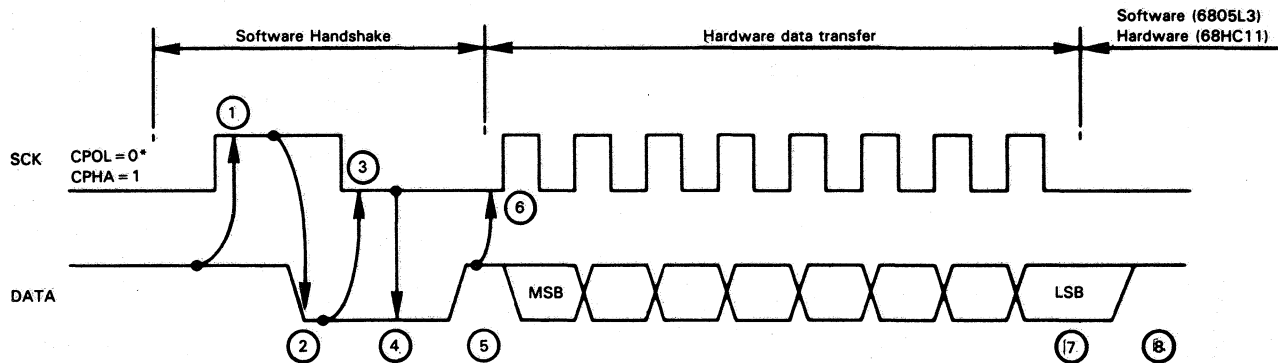 Software (6805L3)
Software Handshake
Hardware data transfer
Hardware (68HC11)
1
SCK
CPOL = 0*
CPHA = 1
3
6
DATA
MSB
LSB
2
4
5
7
8